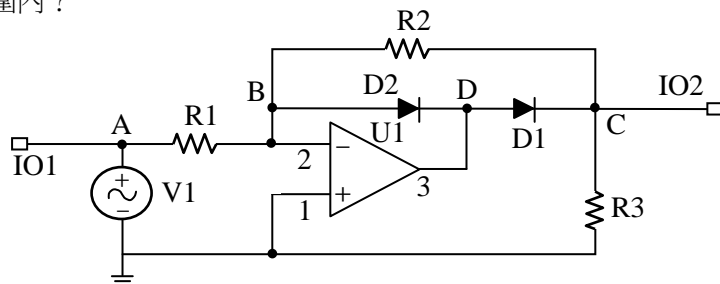 圍內？
R2
B
D2
D
IO2
A
R1
U1
D1
C
IO1
2
−
+
−
V1
3
+
1
R3